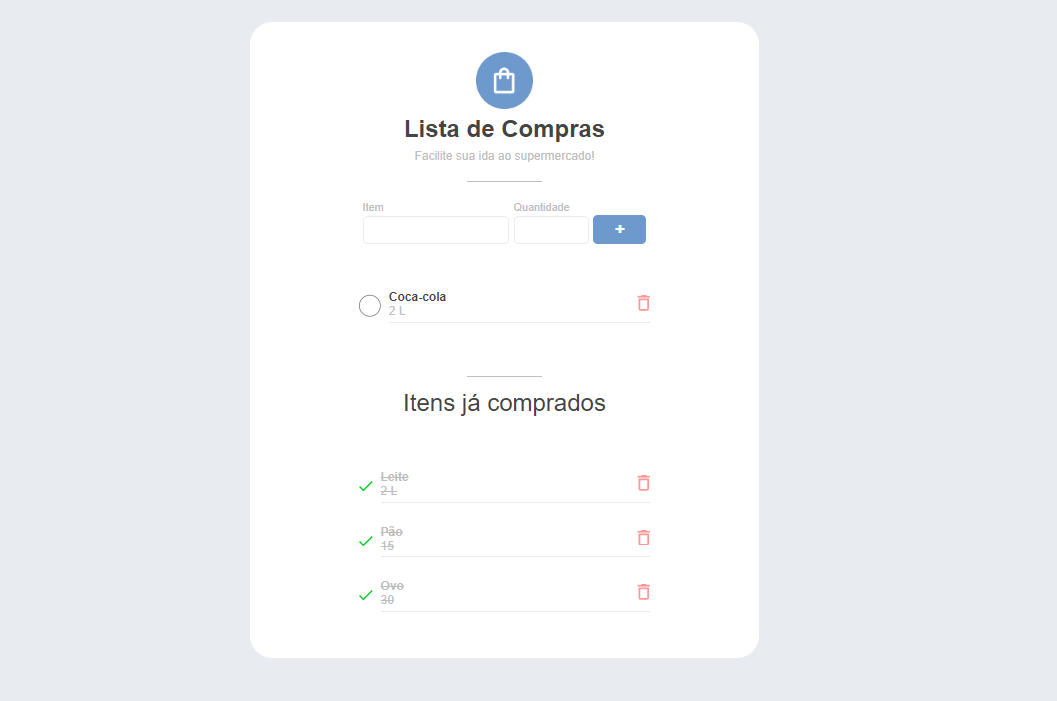 Lista de Compras
Facilite sua ida ao supermercado!
Item Quantidade
+
Coca-cola
2 L
Itens já comprados
Leite
2 L
Pão
15
Ovo
30